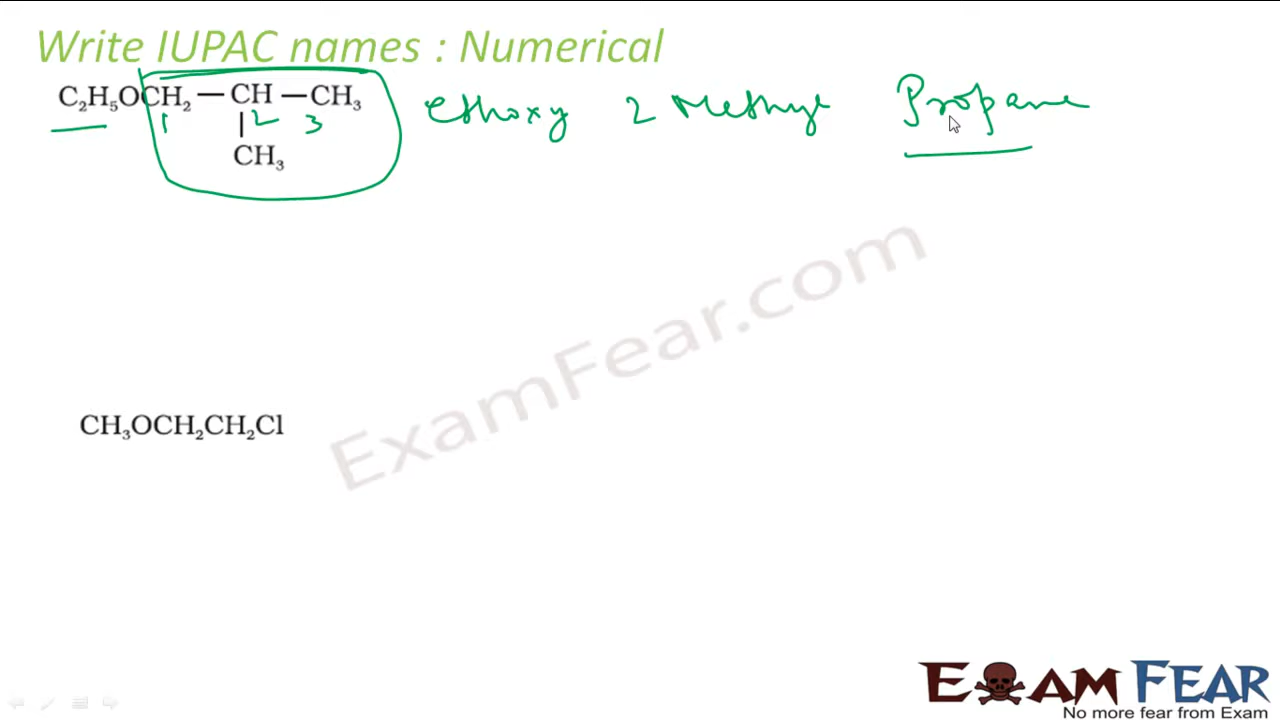 Write IUPAC names : Numerical
C₂H₅OCH₂ — CH — CH₃ Ethoxy 2 Methyl Propane
1 2 3
CH₃
ExamFear.com
CH₃OCH₂CH₂Cl
EXAM FEAR
No more fear from Exam